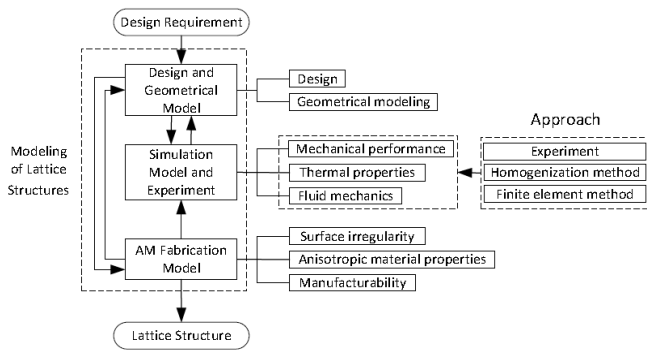 Design Requirement
Design and
Geometrical
Model
Design
Geometrical modeling
Modeling
of Lattice
Structures
Simulation
Model and
Experiment
Mechanical performance
Thermal properties
Fluid mechanics
Approach
Experiment
Homogenization method
Finite element method
AM Fabrication
Model
Surface irregularity
Anisotropic material properties
Manufacturability
Lattice Structure